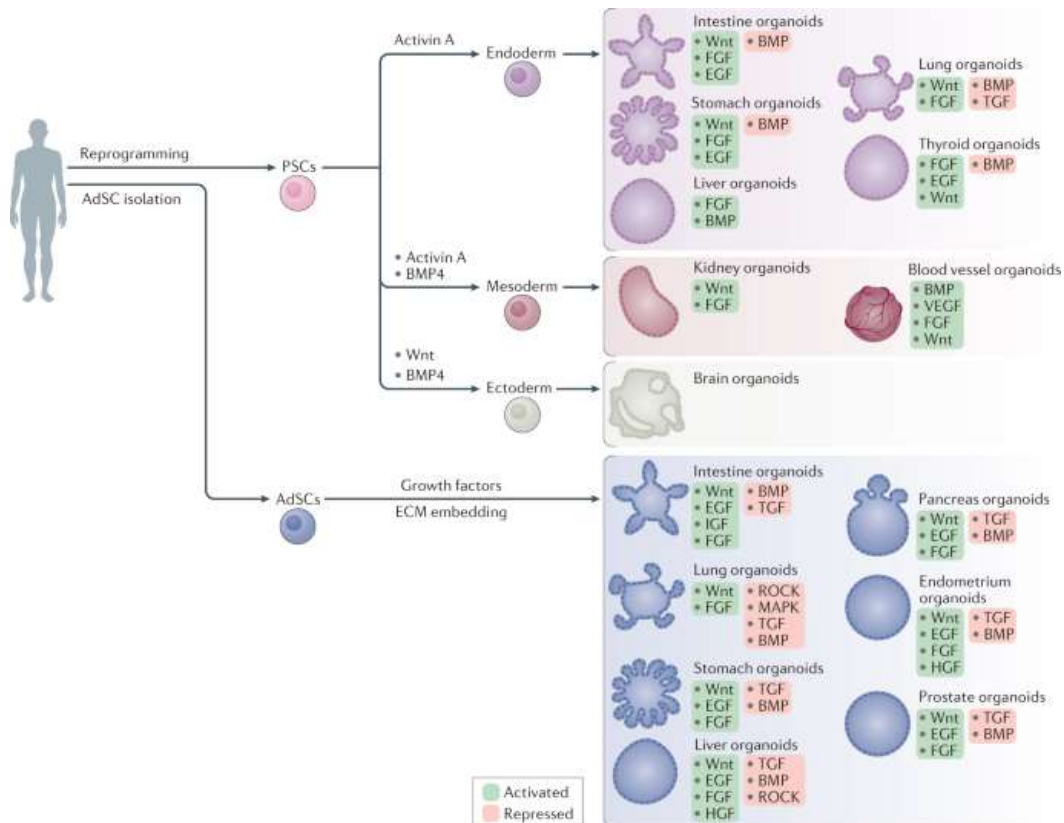 Reprogramming
AdSC isolation
PSCs
Activin A
Endoderm
• Activin A
• BMP4
Mesoderm
• Wnt
• BMP4
Ectoderm
AdSCs
Growth factors
ECM embedding
Intestine organoids
• Wnt
• FGF
• EGF
• BMP
Stomach organoids
• Wnt
• FGF
• EGF
• BMP
Liver organoids
• FGF
• BMP
Lung organoids
• Wnt
• FGF
• BMP
• TGF
Thyroid organoids
• FGF
• EGF
• Wnt
• BMP
Kidney organoids
• Wnt
• FGF
Blood vessel organoids
• BMP
• VEGF
• FGF
• Wnt
Brain organoids
Intestine organoids
• Wnt
• EGF
• IGF
• FGF
• BMP
• TGF
Lung organoids
• Wnt
• FGF
• ROCK
• MAPK
• TGF
• BMP
Stomach organoids
• Wnt
• EGF
• FGF
• TGF
• BMP
Liver organoids
• Wnt
• EGF
• FGF
• HGF
• TGF
• BMP
• ROCK
Pancreas organoids
• Wnt
• EGF
• FGF
• TGF
• BMP
Endometrium
organoids
• Wnt
• EGF
• FGF
• HGF
• TGF
• BMP
Prostate organoids
• Wnt
• EGF
• FGF
• TGF
• BMP
Activated
Repressed